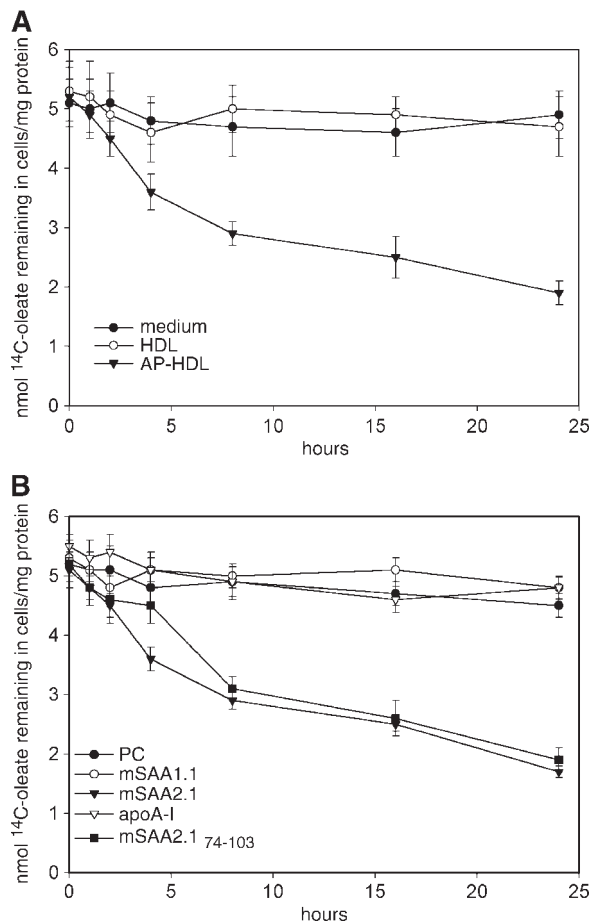 A
nmol ¹⁴C-oleate remaining in cells/mg protein
6
5
4
3
2
1
0
medium
HDL
AP-HDL
0 5 10 15 20 25
hours
B
nmol ¹⁴C-oleate remaining in cells/mg protein
6
5
4
3
2
1
0
PC
mSAA1.1
mSAA2.1
apoA-I
mSAA2.1 74-103
0 5 10 15 20 25
hours